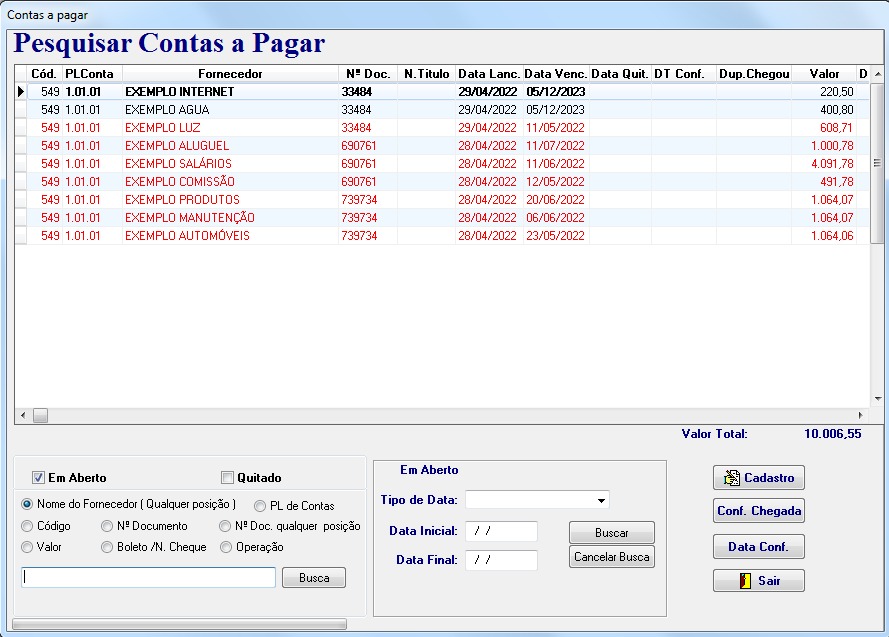 Contas a pagar
Pesquisar Contas a Pagar
Cód. PLConta Fornecedor Nº Doc. N.Titulo Data Lanc. Data Venc. Data Quit. DT Conf. Dup.Chegou Valor D
549 1.01.01 EXEMPLO INTERNET 33484 29/04/2022 05/12/2023 220,50
549 1.01.01 EXEMPLO AGUA 33484 29/04/2022 05/12/2023 400,80
549 1.01.01 EXEMPLO LUZ 33484 29/04/2022 11/05/2022 608,71
549 1.01.01 EXEMPLO ALUGUEL 690761 28/04/2022 11/07/2022 1.000,78
549 1.01.01 EXEMPLO SALÁRIOS 690761 28/04/2022 11/06/2022 4.091,78
549 1.01.01 EXEMPLO COMISSÃO 690761 28/04/2022 12/05/2022 491,78
549 1.01.01 EXEMPLO PRODUTOS 739734 28/04/2022 20/06/2022 1.064,07
549 1.01.01 EXEMPLO MANUTENÇÃO 739734 28/04/2022 06/06/2022 1.064,07
549 1.01.01 EXEMPLO AUTOMÓVEIS 739734 28/04/2022 23/05/2022 1.064,06
Valor Total: 10.006,55
Em Aberto Quitado
Nome do Fornecedor ( Qualquer posição ) PL de Contas
Código Nº Documento Nº Doc. qualquer posição
Valor Boleto /N. Cheque Operação
Busca
Em Aberto
Tipo de Data:
Data Inicial: / / Buscar
Data Final: / / Cancelar Busca
Cadastro
Conf. Chegada
Data Conf.
Sair